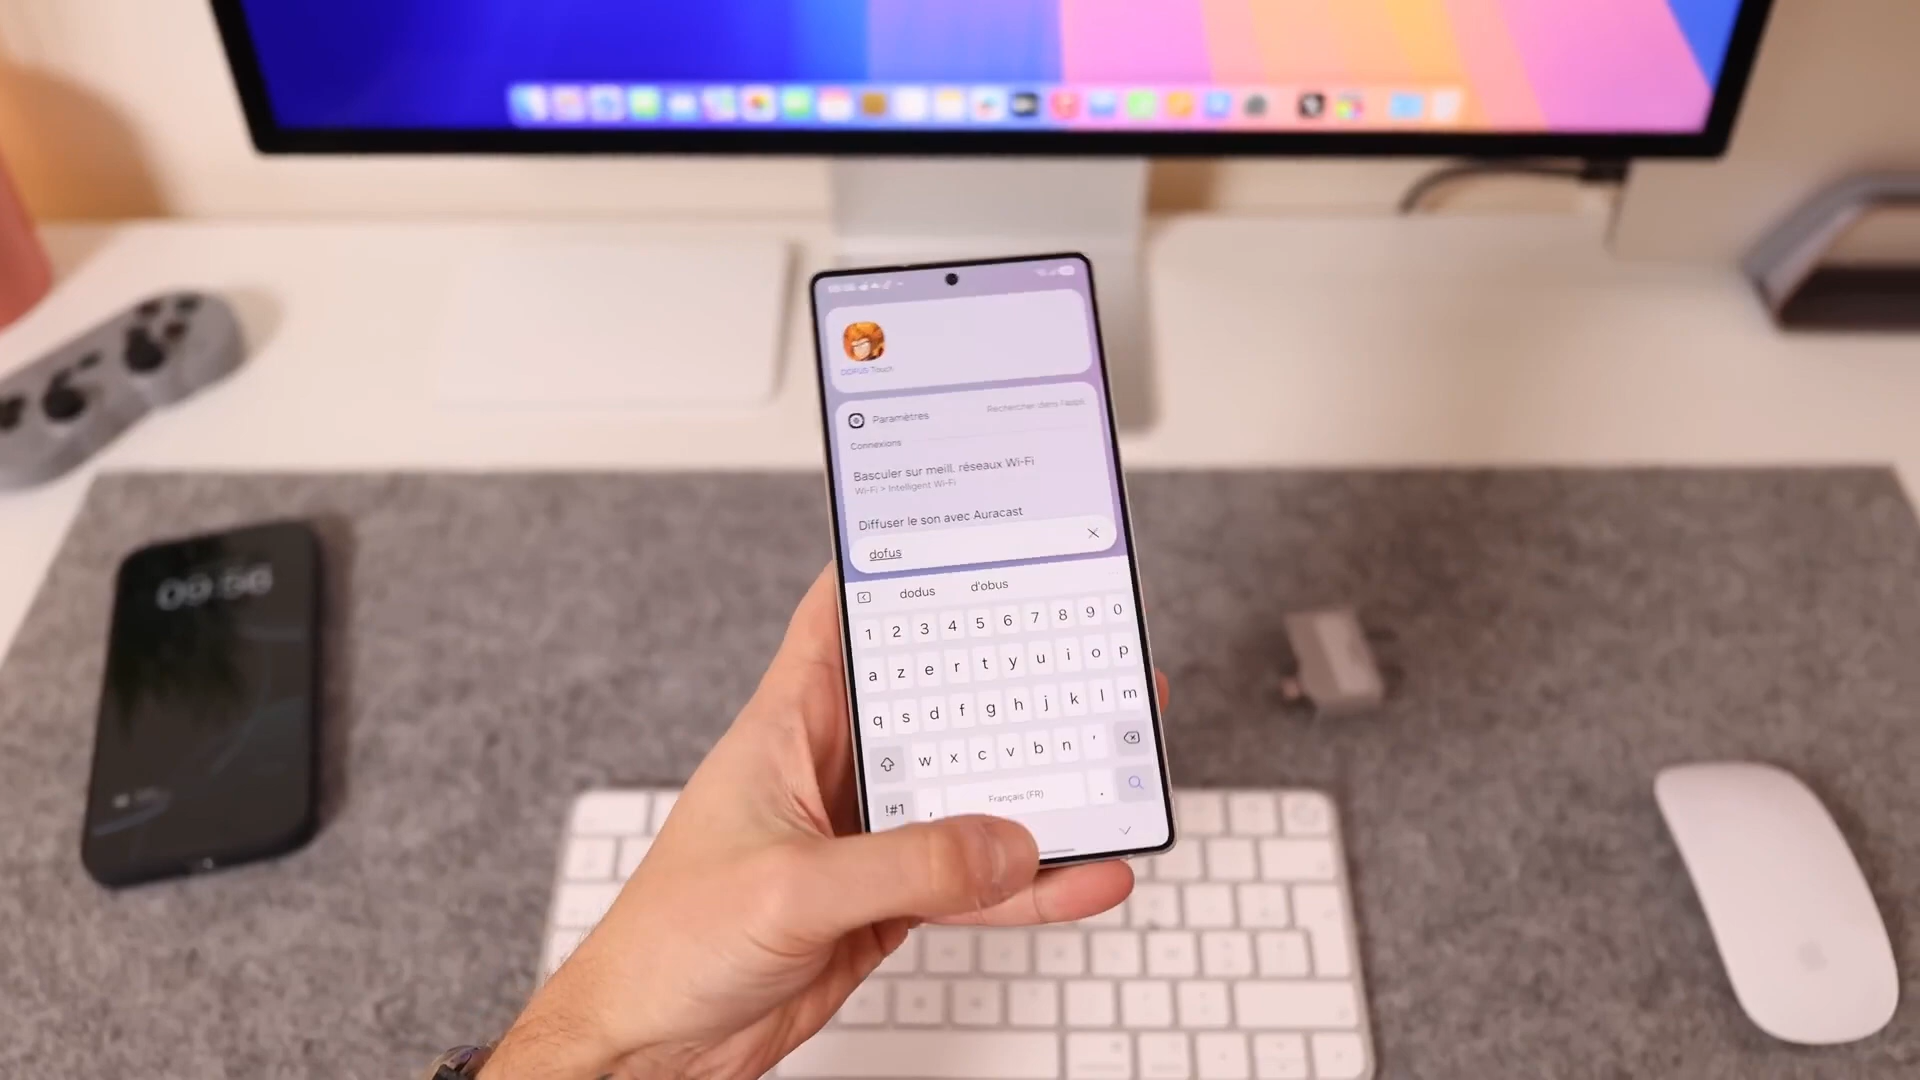 DOFUS Touch
Paramètres
Rechercher dans l'appli
Connexions
Basculer sur meill. réseaux Wi-Fi
Wi-Fi > Intelligent Wi-Fi
Diffuser le son avec Auracast
dofus
dodus d'obus
1 2 3 4 5 6 7 8 9 0
a z e r t y u i o p
q s d f g h j k l m
w x c v b n '
!#1 , Français (FR) .
09:56